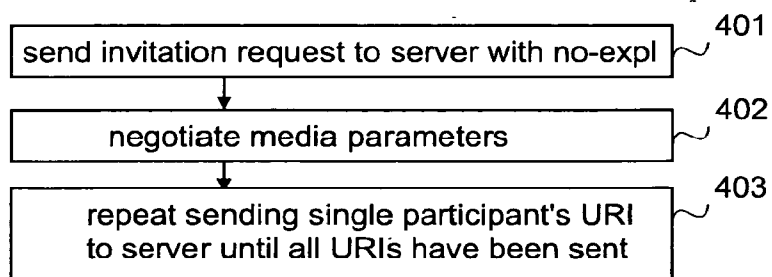 401
send invitation request to server with no-expl
402
negotiate media parameters
403
repeat sending single participant's URI
to server until all URIs have been sent